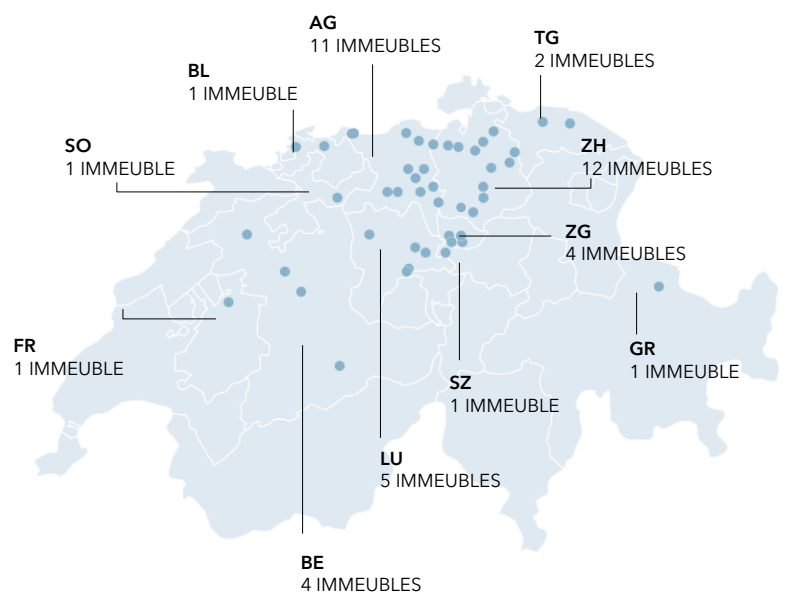 AG
11 IMMEUBLES
TG
2 IMMEUBLES
BL
1 IMMEUBLE
SO
1 IMMEUBLE
ZH
12 IMMEUBLES
ZG
4 IMMEUBLES
FR
1 IMMEUBLE
GR
1 IMMEUBLE
SZ
1 IMMEUBLE
LU
5 IMMEUBLES
BE
4 IMMEUBLES